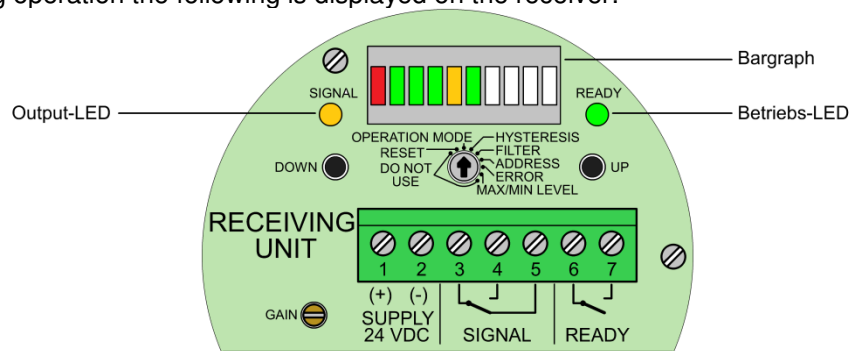 g operation the following is displayed on the receiver:
Bargraph
SIGNAL
READY
Output-LED
Betriebs-LED
OPERATION MODE
HYSTERESIS
RESET
FILTER
DOWN
DO NOT
USE
ADDRESS
ERROR
MAX/MIN LEVEL
UP
RECEIVING
UNIT
1 2 3 4 5 6 7
(+) (-)
GAIN
SUPPLY
24 VDC
SIGNAL
READY